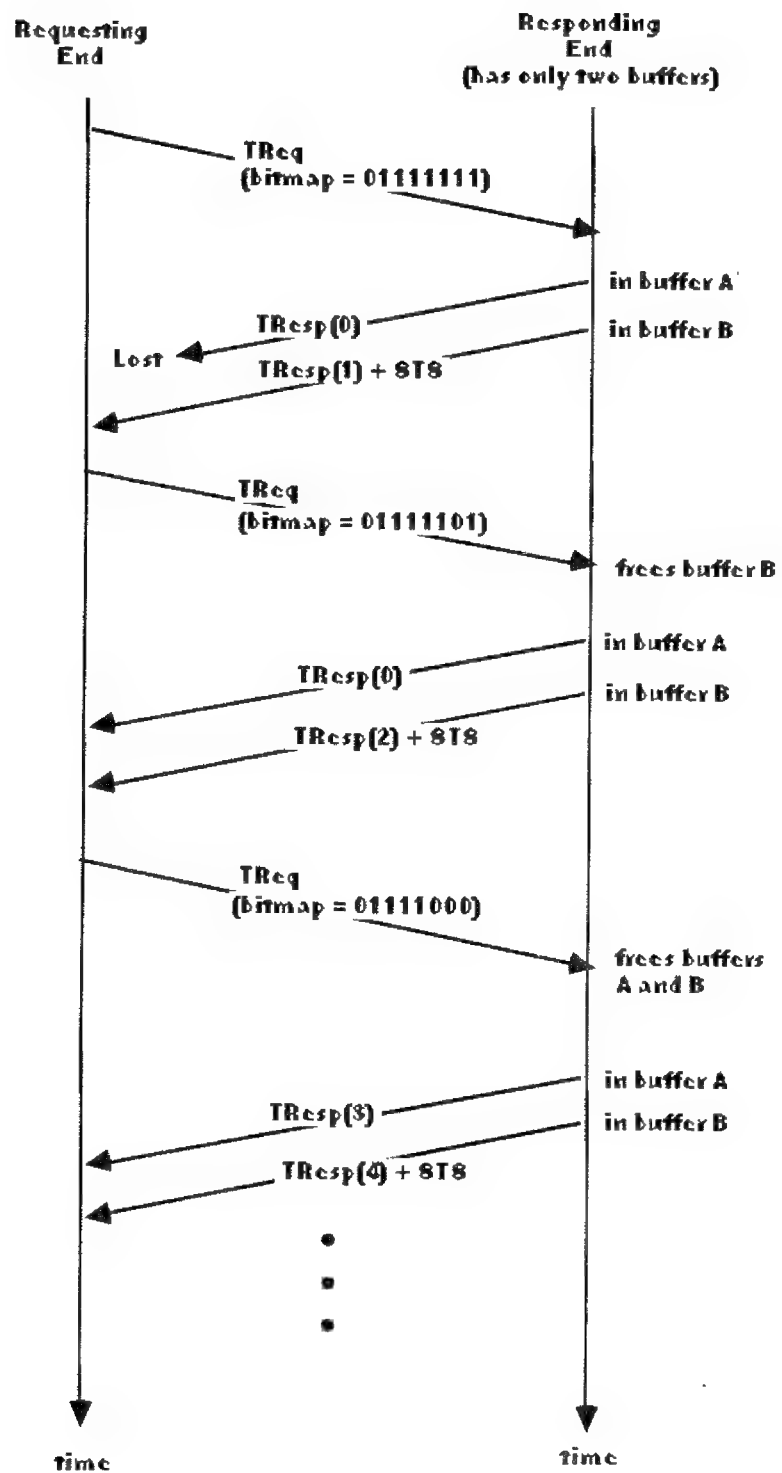 Requesting
End
Responding
End
(has only two buffers)
TReq
(bitmap = 01111111)
in buffer A
TResp(0)
in buffer B
Lost
TResp(1) + STS
TReq
(bitmap = 01111101)
frees buffer B
in buffer A
TResp(0)
in buffer B
TResp(2) + STS
TReq
(bitmap = 01111000)
frees buffers
A and B
in buffer A
TResp(3)
in buffer B
TResp(4) + STS
time
time